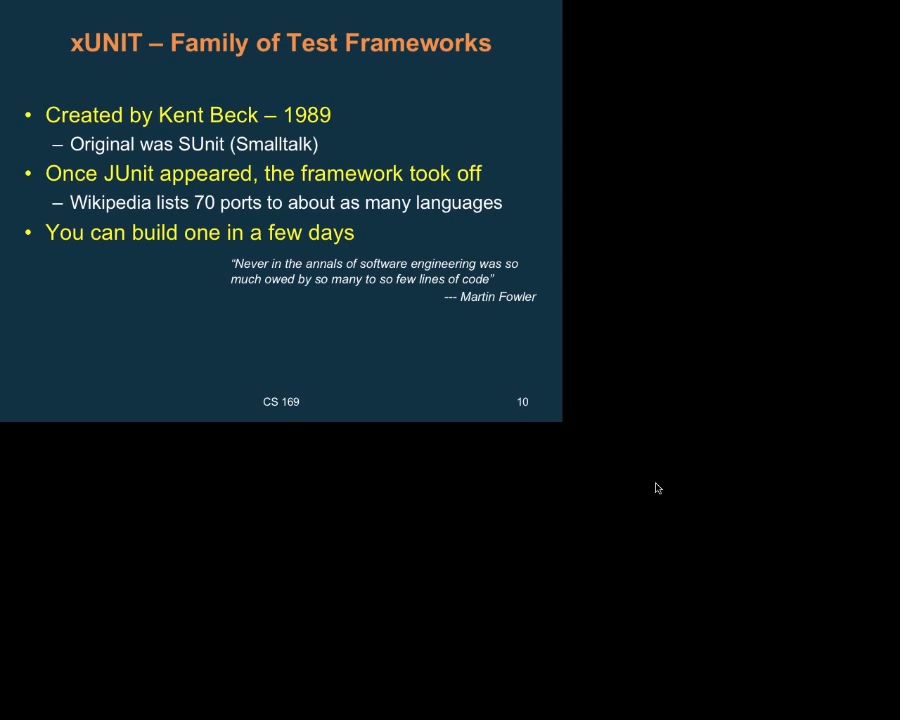 xUNIT – Family of Test Frameworks
• Created by Kent Beck – 1989
– Original was SUnit (Smalltalk)
• Once JUnit appeared, the framework took off
– Wikipedia lists 70 ports to about as many languages
• You can build one in a few days
“Never in the annals of software engineering was so
much owed by so many to so few lines of code”
--- Martin Fowler
CS 169
10